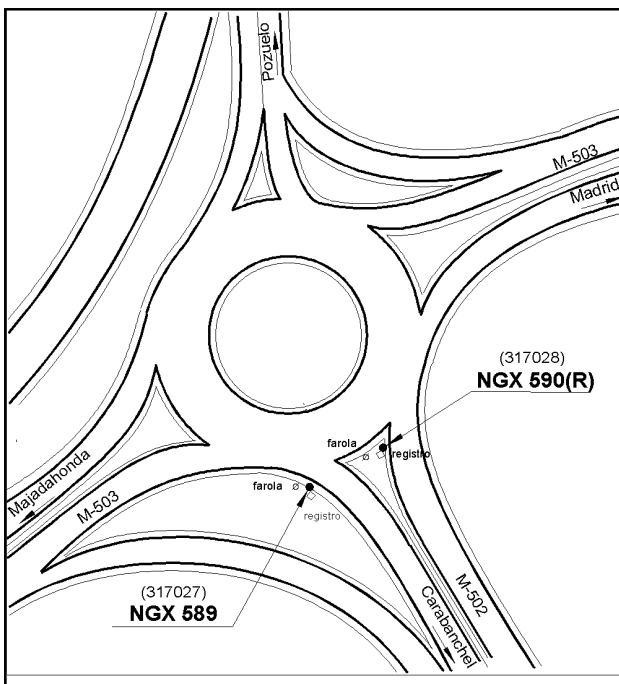 Pozuelo
M-503
Madrid
(317028)
NGX 590(R)
farola
registro
Majadahonda
M-503
farola
registro
(317027)
NGX 589
Carabanchel
M-502